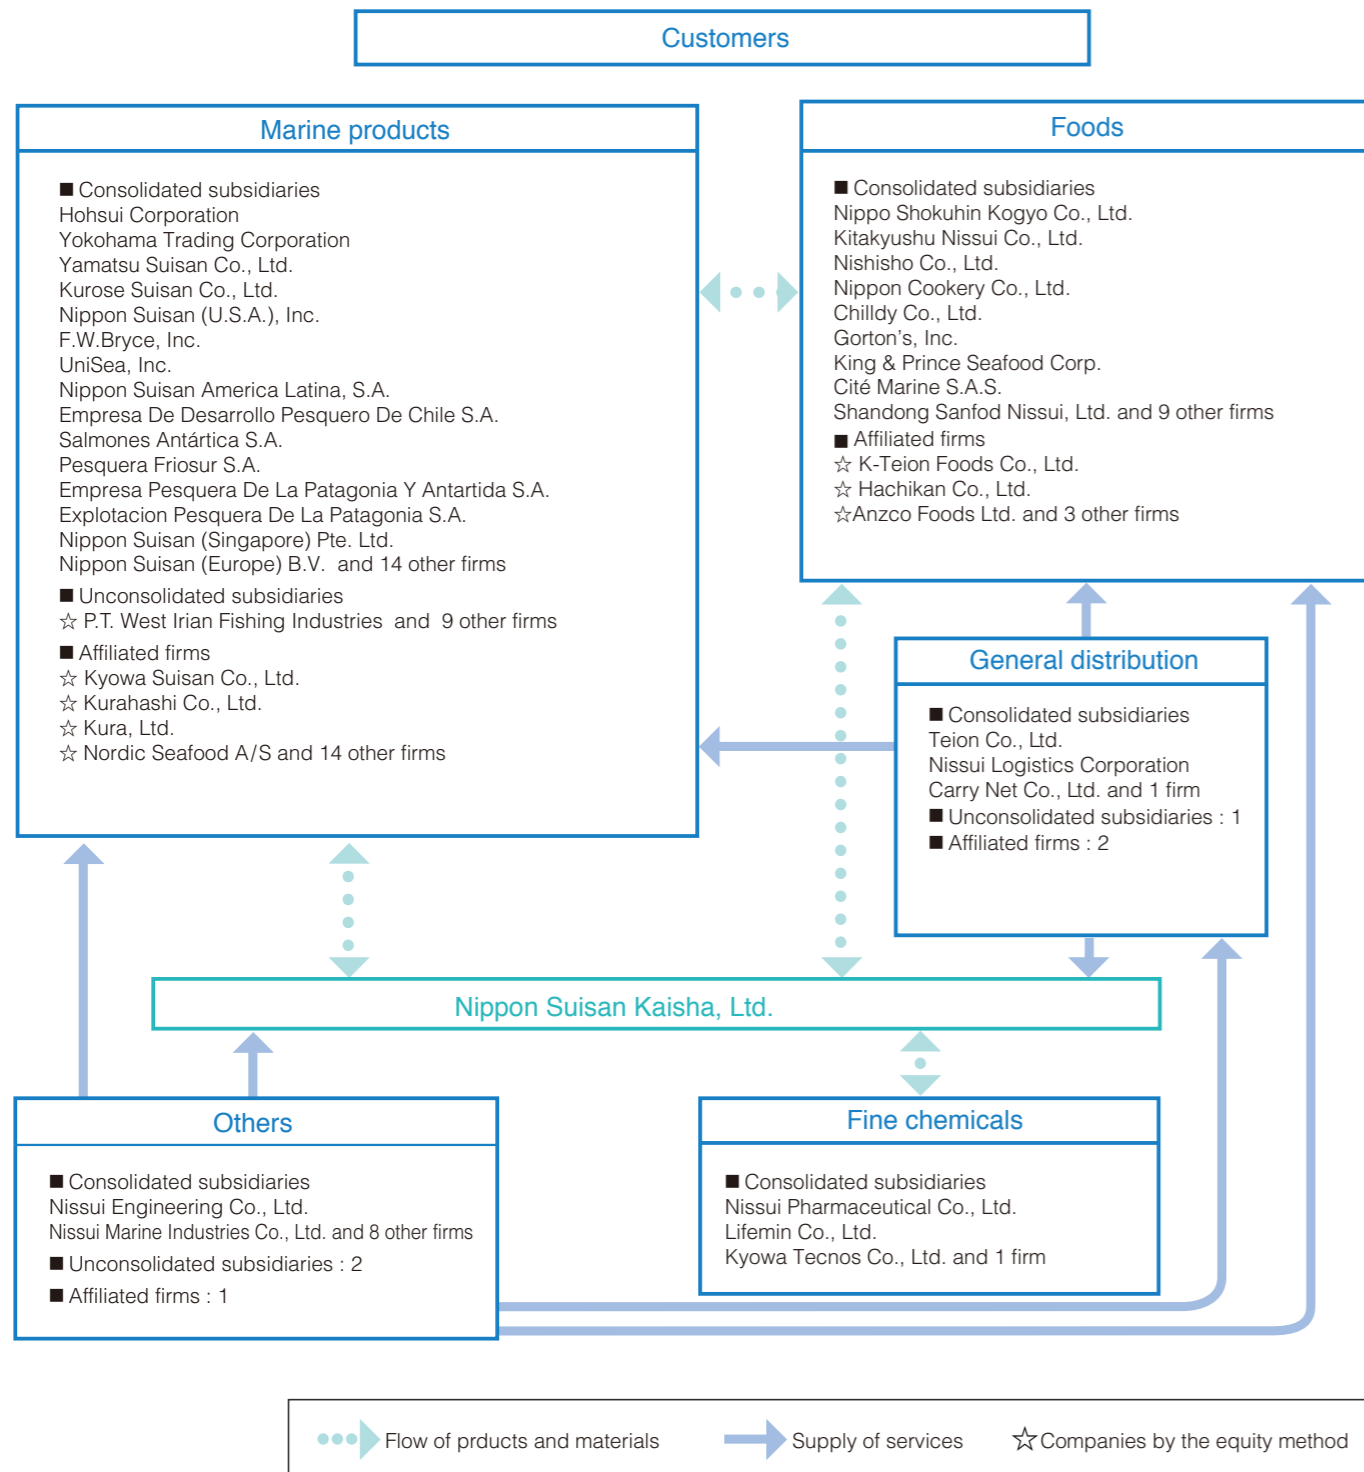 Customers
Marine products
■ Consolidated subsidiaries
Hohsui Corporation
Yokohama Trading Corporation
Yamatsu Suisan Co., Ltd.
Kurose Suisan Co., Ltd.
Nippon Suisan (U.S.A.), Inc.
F.W.Bryce, Inc.
UniSea, Inc.
Nippon Suisan America Latina, S.A.
Empresa De Desarrollo Pesquero De Chile S.A.
Salmones Antártica S.A.
Pesquera Friosur S.A.
Empresa Pesquera De La Patagonia Y Antartida S.A.
Explotacion Pesquera De La Patagonia S.A.
Nippon Suisan (Singapore) Pte. Ltd.
Nippon Suisan (Europe) B.V. and 14 other firms
■ Unconsolidated subsidiaries
☆ P.T. West Irian Fishing Industries and 9 other firms
■ Affiliated firms
☆ Kyowa Suisan Co., Ltd.
☆ Kurahashi Co., Ltd.
☆ Kura, Ltd.
☆ Nordic Seafood A/S and 14 other firms
Foods
■ Consolidated subsidiaries
Nippo Shokuhin Kogyo Co., Ltd.
Kitakyushu Nissui Co., Ltd.
Nishisho Co., Ltd.
Nippon Cookery Co., Ltd.
Chilldy Co., Ltd.
Gorton's, Inc.
King & Prince Seafood Corp.
Cité Marine S.A.S.
Shandong Sanfod Nissui, Ltd. and 9 other firms
■ Affiliated firms
☆ K-Teion Foods Co., Ltd.
☆ Hachikan Co., Ltd.
☆Anzco Foods Ltd. and 3 other firms
General distribution
■ Consolidated subsidiaries
Teion Co., Ltd.
Nissui Logistics Corporation
Carry Net Co., Ltd. and 1 firm
■ Unconsolidated subsidiaries : 1
■ Affiliated firms : 2
Nippon Suisan Kaisha, Ltd.
Others
■ Consolidated subsidiaries
Nissui Engineering Co., Ltd.
Nissui Marine Industries Co., Ltd. and 8 other firms
■ Unconsolidated subsidiaries : 2
■ Affiliated firms : 1
Fine chemicals
■ Consolidated subsidiaries
Nissui Pharmaceutical Co., Ltd.
Lifemin Co., Ltd.
Kyowa Tecnos Co., Ltd. and 1 firm
Flow of prducts and materials
Supply of services
☆Companies by the equity method